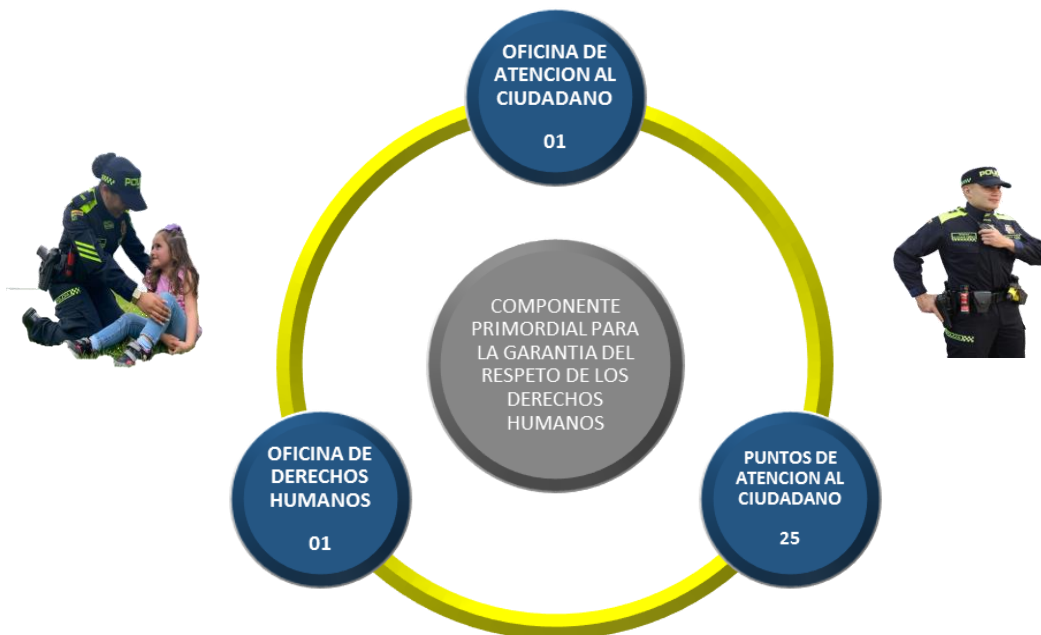 OFICINA DE
ATENCION AL
CIUDADANO
01
COMPONENTE
PRIMORDIAL PARA
LA GARANTIA DEL
RESPETO DE LOS
DERECHOS
HUMANOS
OFICINA DE
DERECHOS
HUMANOS
01
PUNTOS DE
ATENCION AL
CIUDADANO
25